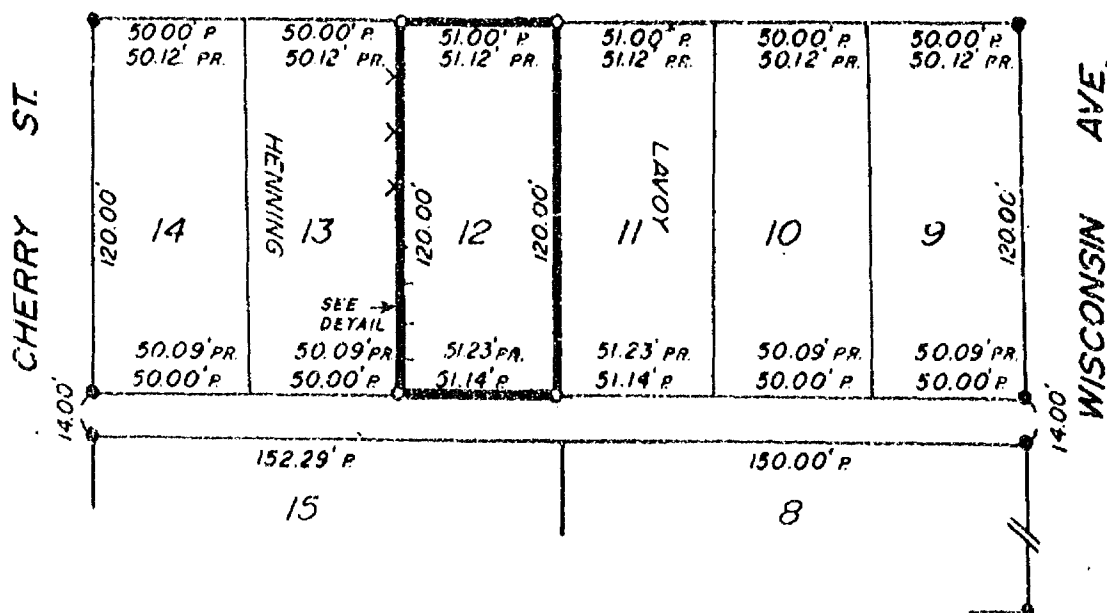 50.00' P. 50.00' P. 51.00' P. 51.00' P. 50.00' P. 50.00' P.
50.12' PR. 50.12' PR. 51.12' PR. 51.12' PR. 50.12' PR. 50.12' PR.
CHERRY ST.
WISCONSIN AVE.
HENNING
LAVOY
120.00'
120.00'
120.00'
120.00'
14 13 12 11 10 9
SEE
DETAIL
50.09' PR. 50.09' PR. 51.23' PR. 51.23' PR. 50.09' PR. 50.09' PR.
50.00' P. 50.00' P. 51.14' P. 51.14' P. 50.00' P. 50.00' P.
14.00'
14.00'
152.29' P. 150.00' P.
15 8